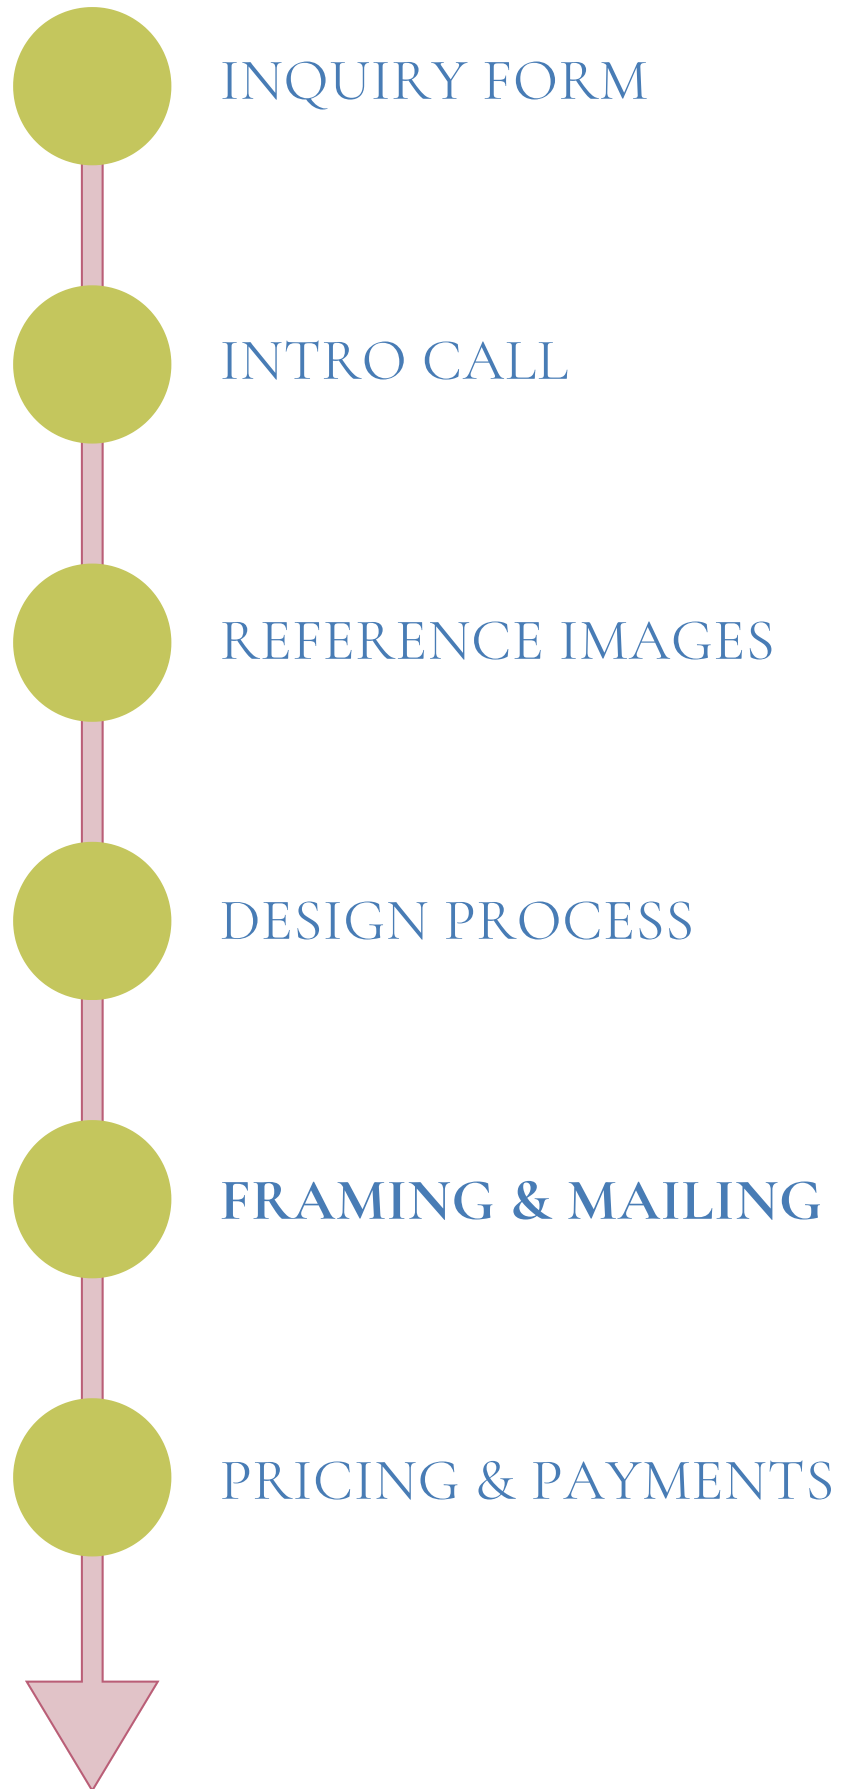 INQUIRY FORM
INTRO CALL
REFERENCE IMAGES
DESIGN PROCESS
FRAMING & MAILING
PRICING & PAYMENTS